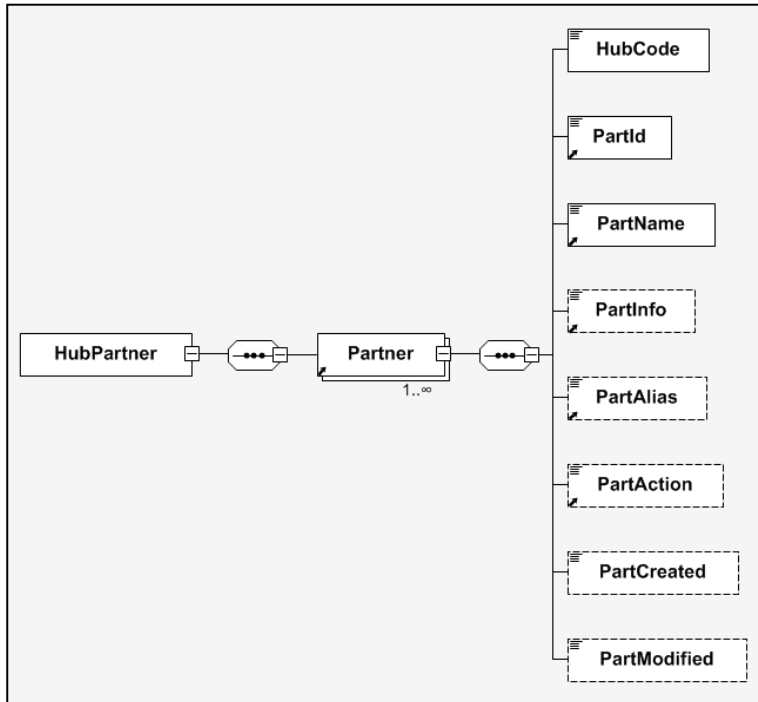 HubCode
PartId
PartName
PartInfo
HubPartner
Partner
1..∞
PartAlias
PartAction
PartCreated
PartModified